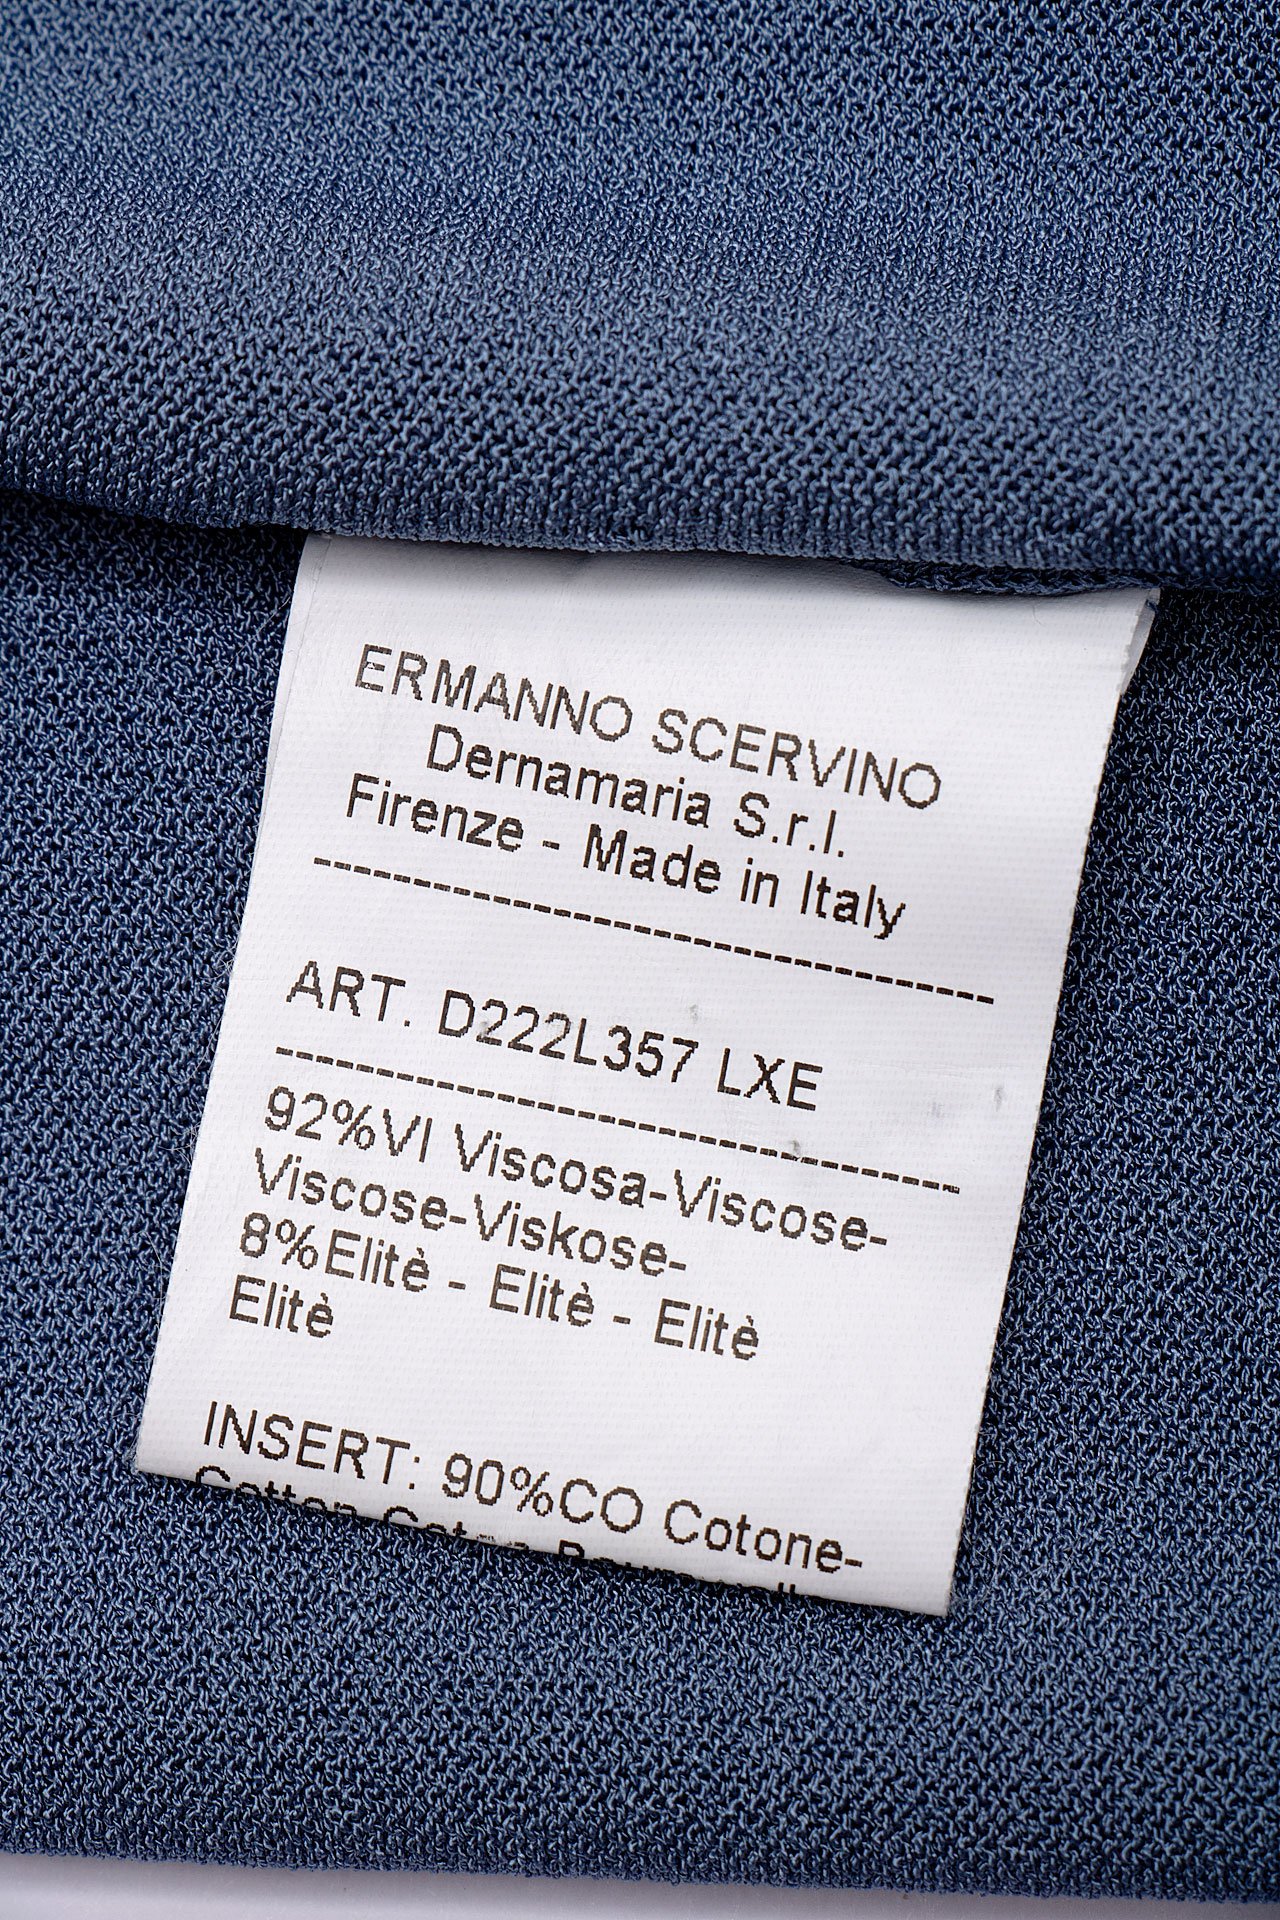 ERMANNO SCERVINO
Dernamaria S.r.l.
Firenze - Made in Italy
--------------------------------------------------
ART. D222L357 LXE
--------------------------------------------------
92%VI Viscosa-Viscose-
Viscose-Viskose-
8%Elitè - Elitè - Elitè
Elitè
INSERT: 90%CO Cotone-
Cotton